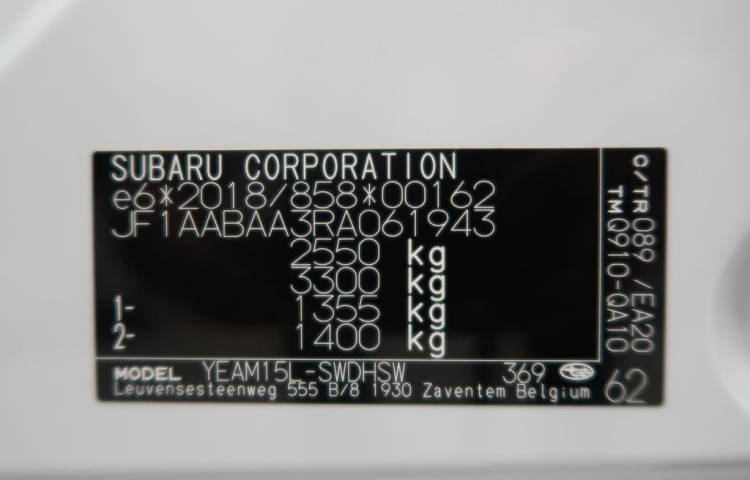 SUBARU CORPORATION
e6*2018/858*00162
JF1AABAA3RA061943
2550 kg
3300 kg
1- 1355 kg
2- 1400 kg
MODEL YEAM15L-SWDHSW 369
Leuvensesteenweg 555 B/8 1930 Zaventem Belgium
C/TR 089 /EA20
TM Q910-QA10
62